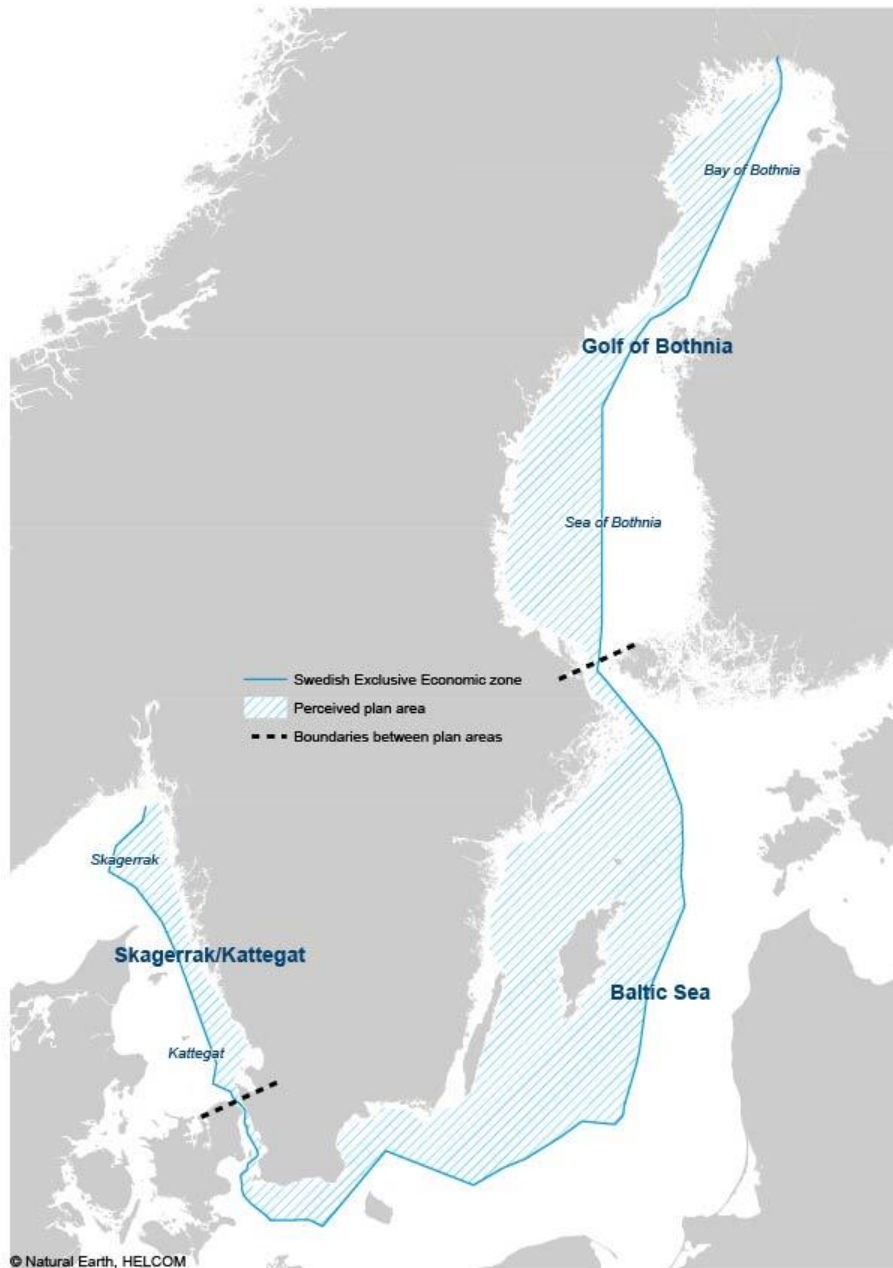 Bay of Bothnia
Golf of Bothnia
Sea of Bothnia
Swedish Exclusive Economic zone
Perceived plan area
Boundaries between plan areas
Skagerrak
Skagerrak/Kattegat
Baltic Sea
Kattegat
© Natural Earth, HELCOM